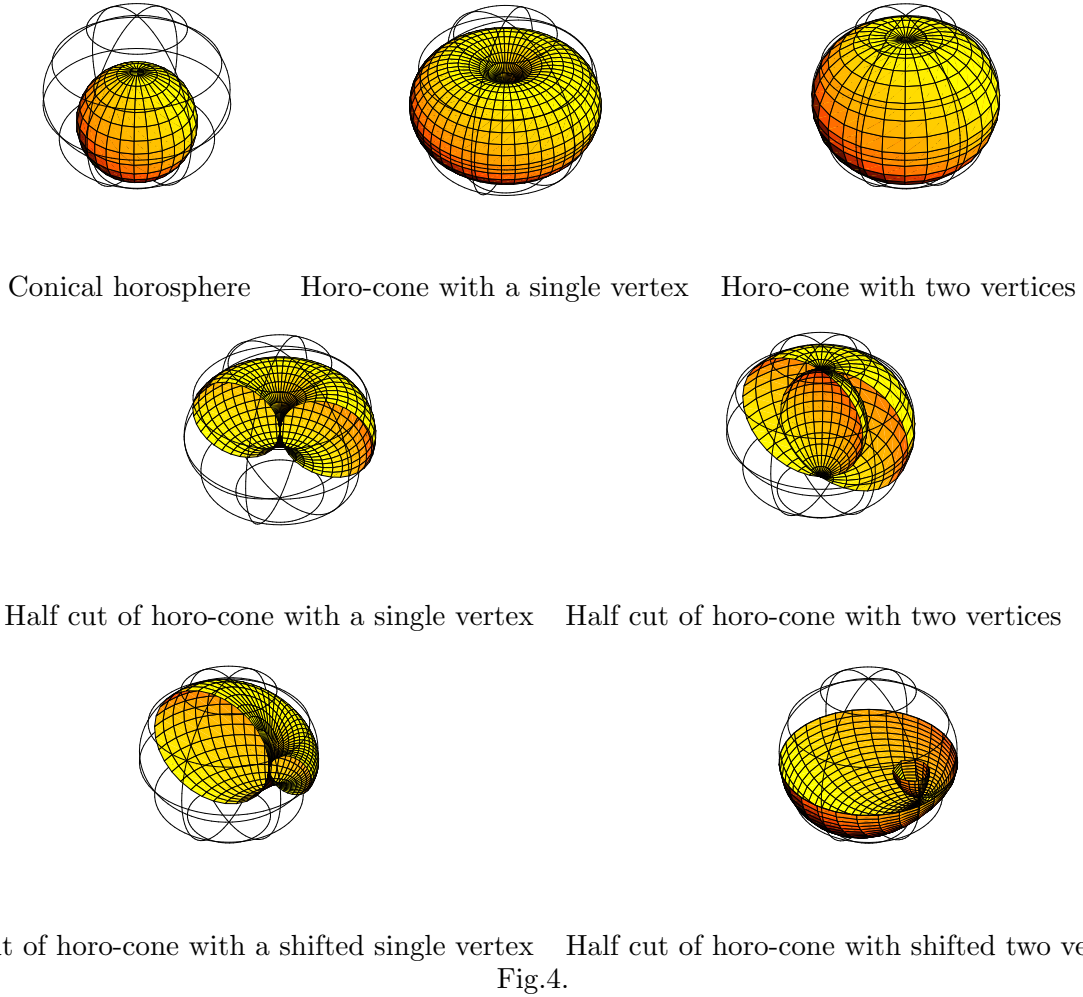 Conical horosphere Horo-cone with a single vertex Horo-cone with two vertices
Half cut of horo-cone with a single vertex Half cut of horo-cone with two vertices
of horo-cone with a shifted single vertex Half cut of horo-cone with shifted two
Fig.4.